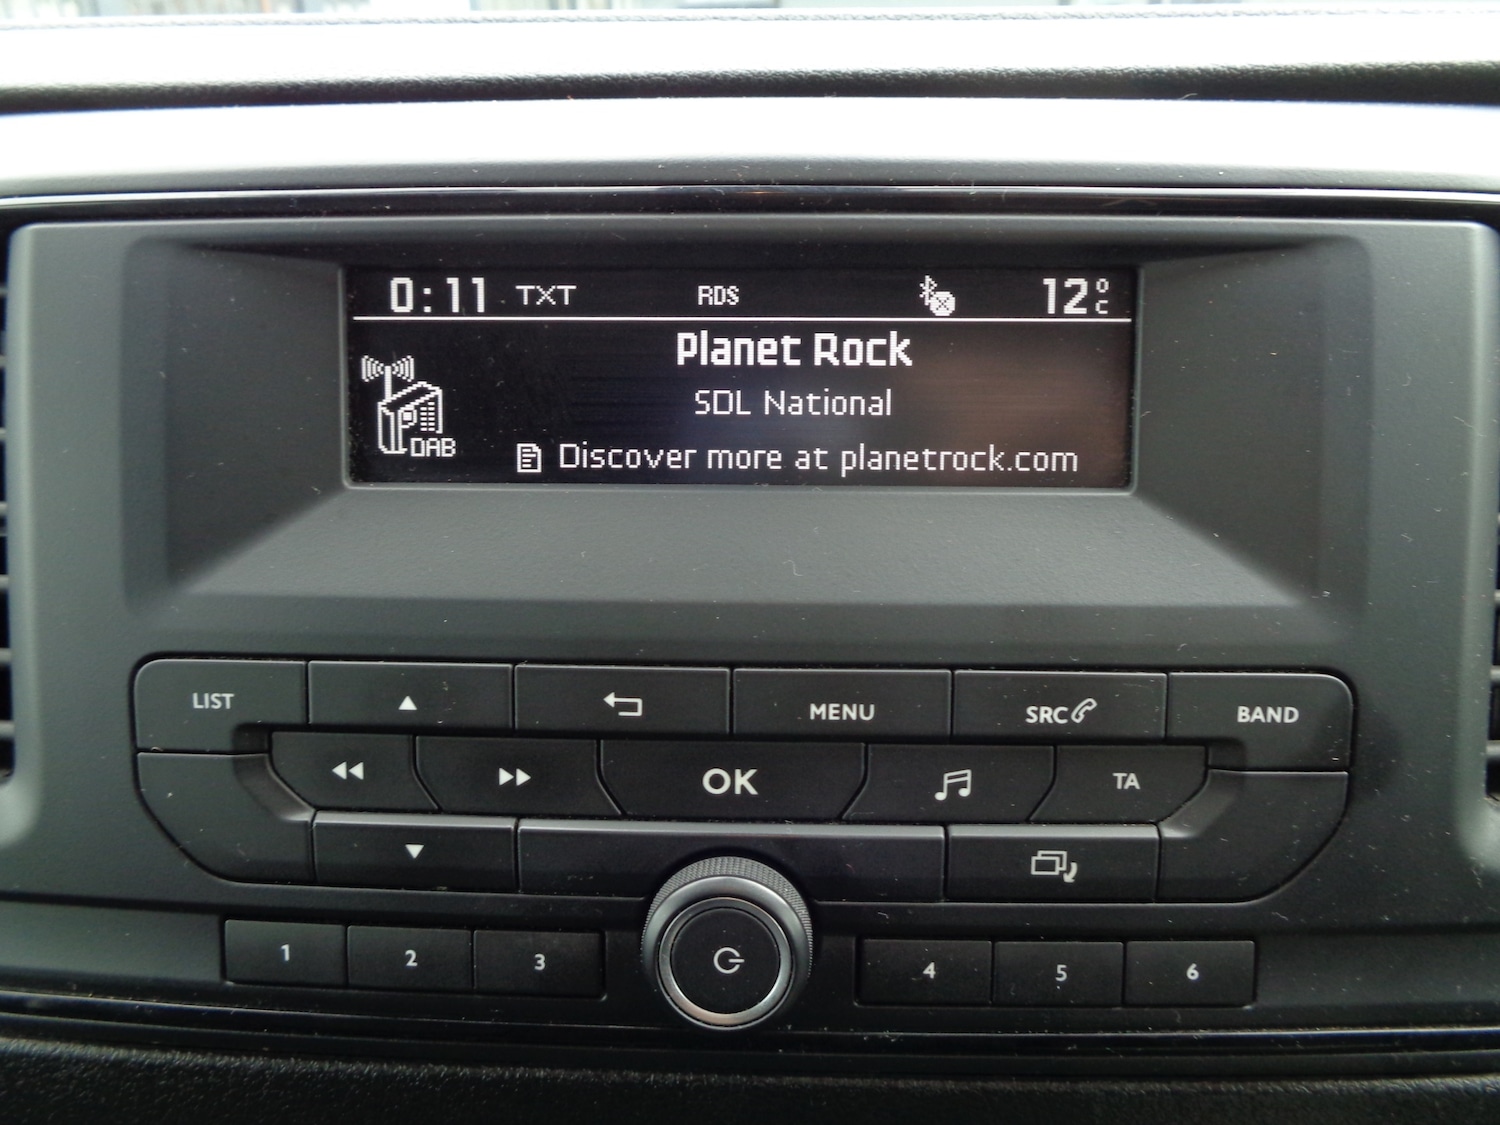 0:11 TXT RDS 12°C
Planet Rock
SDL National
DAB
Discover more at planetrock.com
LIST MENU SRC BAND
OK TA
1 2 3 4 5 6